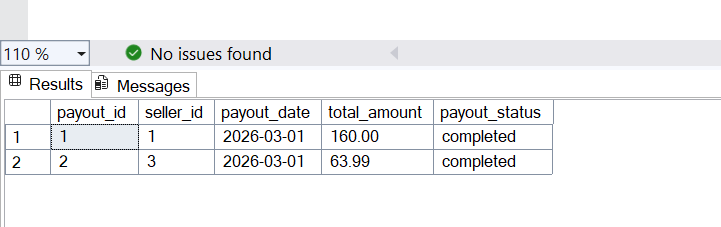 110 % No issues found
Results Messages
payout_id seller_id payout_date total_amount payout_status
1 1 1 2026-03-01 160.00 completed
2 2 3 2026-03-01 63.99 completed